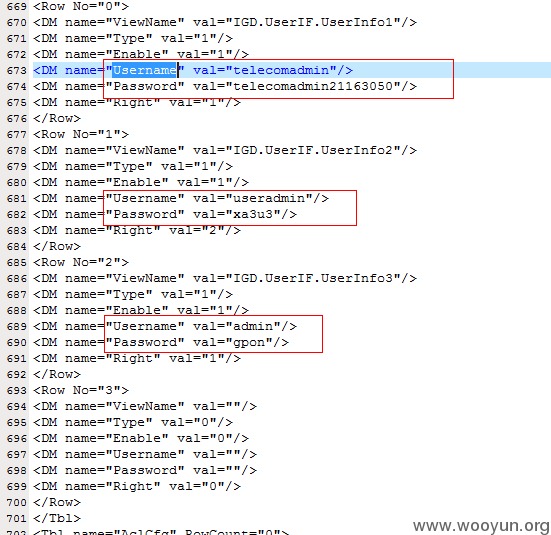 669 <Row No="0">
670 <DM name="ViewName" val="IGD.UserIF.UserInfo1"/>
671 <DM name="Type" val="1"/>
672 <DM name="Enable" val="1"/>
673 <DM name="Username" val="telecomadmin"/>
674 <DM name="Password" val="telecomadmin21163050"/>
675 <DM name="Right" val="1"/>
676 </Row>
677 <Row No="1">
678 <DM name="ViewName" val="IGD.UserIF.UserInfo2"/>
679 <DM name="Type" val="1"/>
680 <DM name="Enable" val="1"/>
681 <DM name="Username" val="useradmin"/>
682 <DM name="Password" val="xa3u3"/>
683 <DM name="Right" val="2"/>
684 </Row>
685 <Row No="2">
686 <DM name="ViewName" val="IGD.UserIF.UserInfo3"/>
687 <DM name="Type" val="1"/>
688 <DM name="Enable" val="1"/>
689 <DM name="Username" val="admin"/>
690 <DM name="Password" val="gpon"/>
691 <DM name="Right" val="1"/>
692 </Row>
693 <Row No="3">
694 <DM name="ViewName" val=""/>
695 <DM name="Type" val="0"/>
696 <DM name="Enable" val="0"/>
697 <DM name="Username" val=""/>
698 <DM name="Password" val=""/>
699 <DM name="Right" val="0"/>
700 </Row>
701 </Tbl>
702 <Tbl name="AclCfg" RowCount="0">
www.wooyun.org